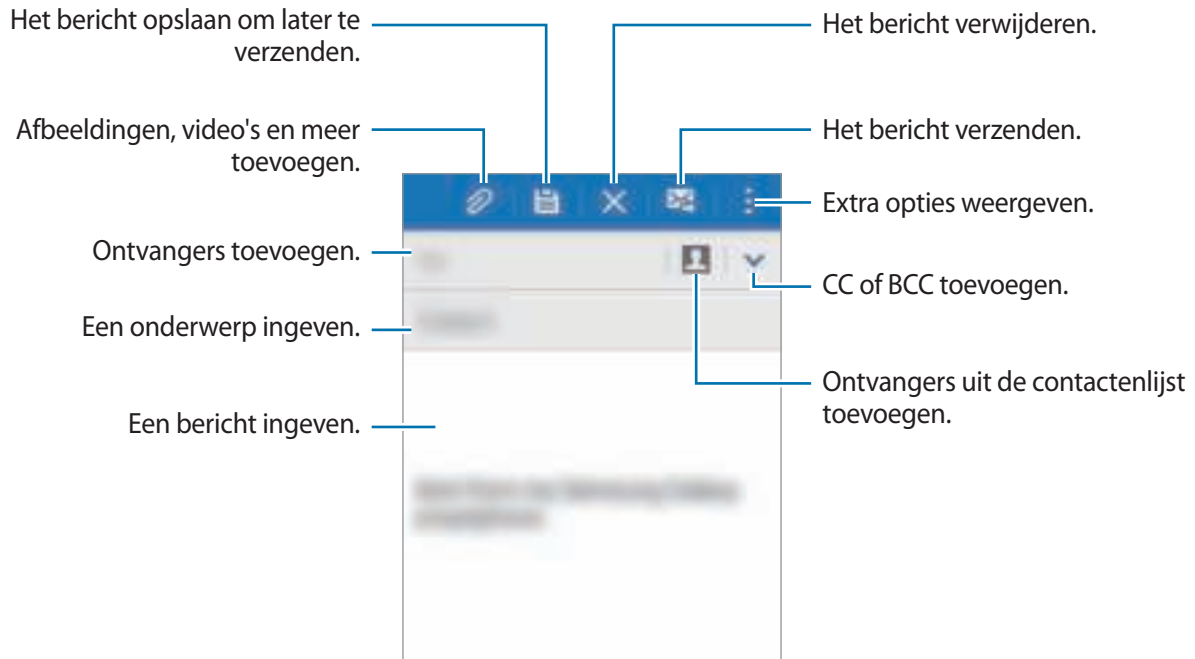 Het bericht opslaan om later te
verzenden.
Afbeeldingen, video's en meer
toevoegen.
Ontvangers toevoegen.
Een onderwerp ingeven.
Een bericht ingeven.
Het bericht verwijderen.
Het bericht verzenden.
Extra opties weergeven.
CC of BCC toevoegen.
Ontvangers uit de contactenlijst
toevoegen.